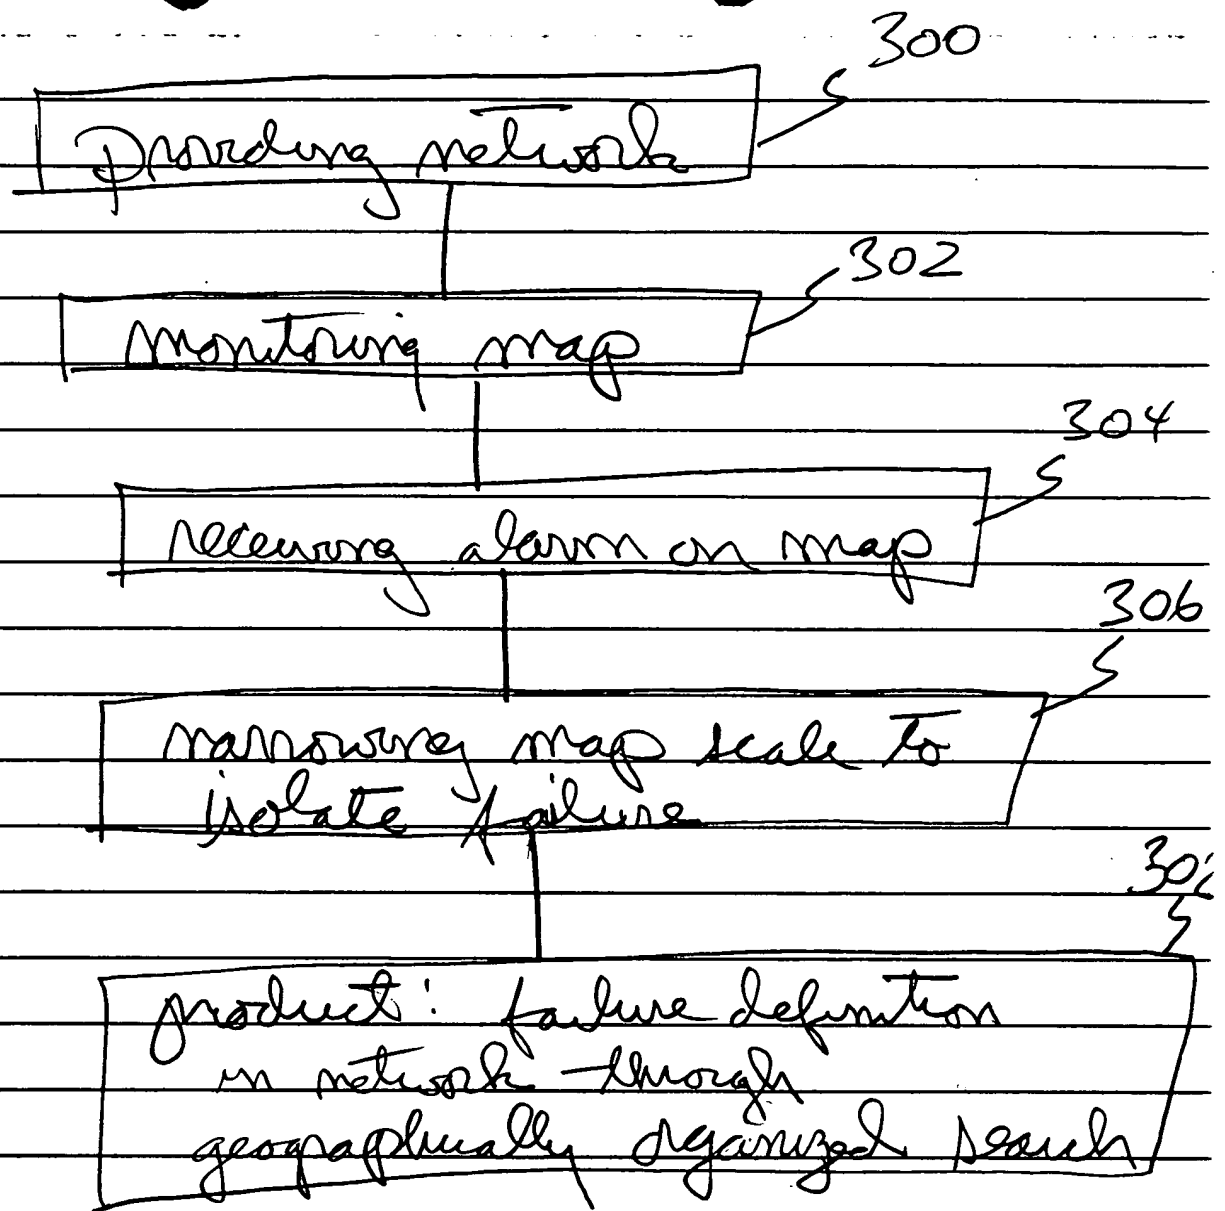 300
providing network
302
monitoring map
304
receiving alarm on map
306
narrowing map scale to
isolate failure
product: failure definition
in network through
geographically organized search